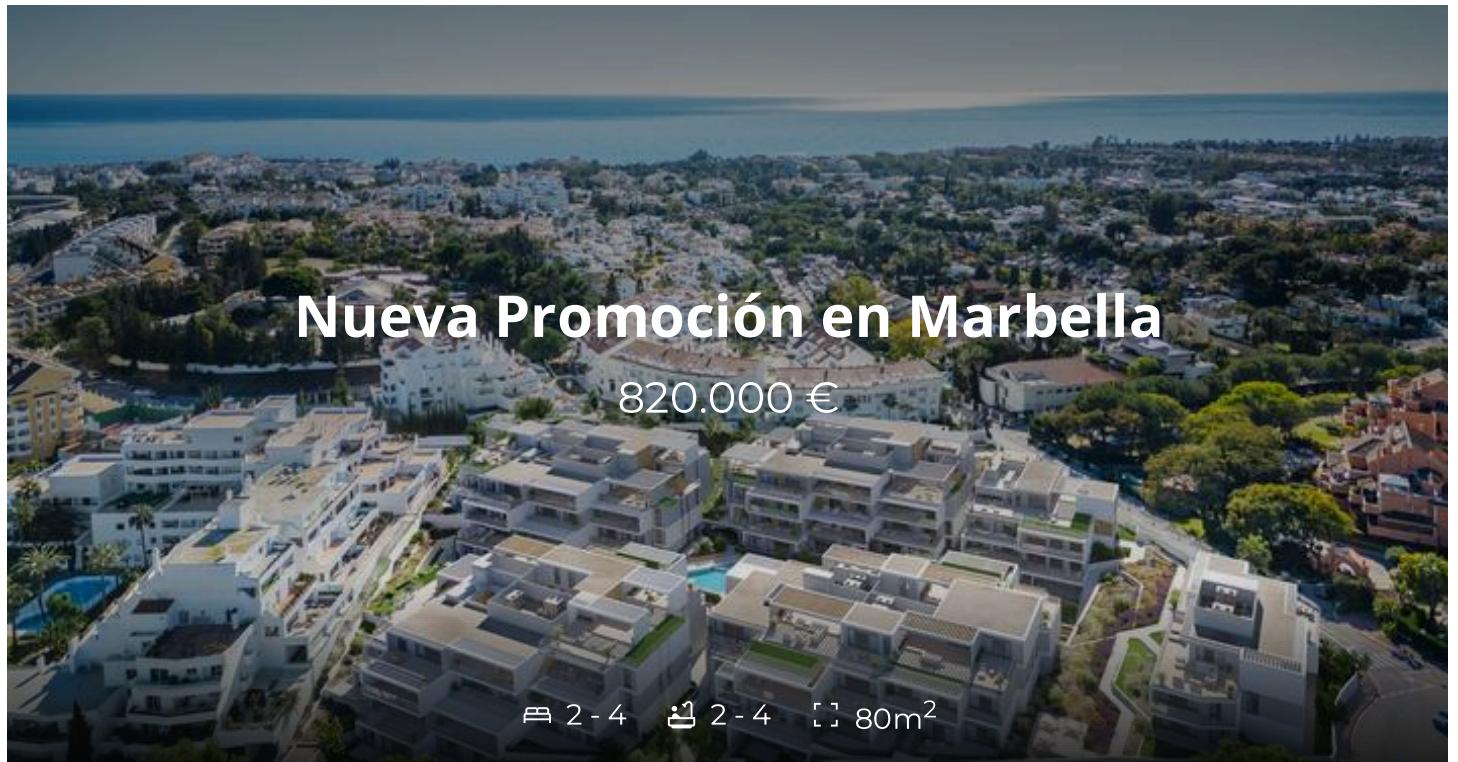 Nueva Promoción en Marbella
820.000 €
2 - 4 2 - 4 80m²